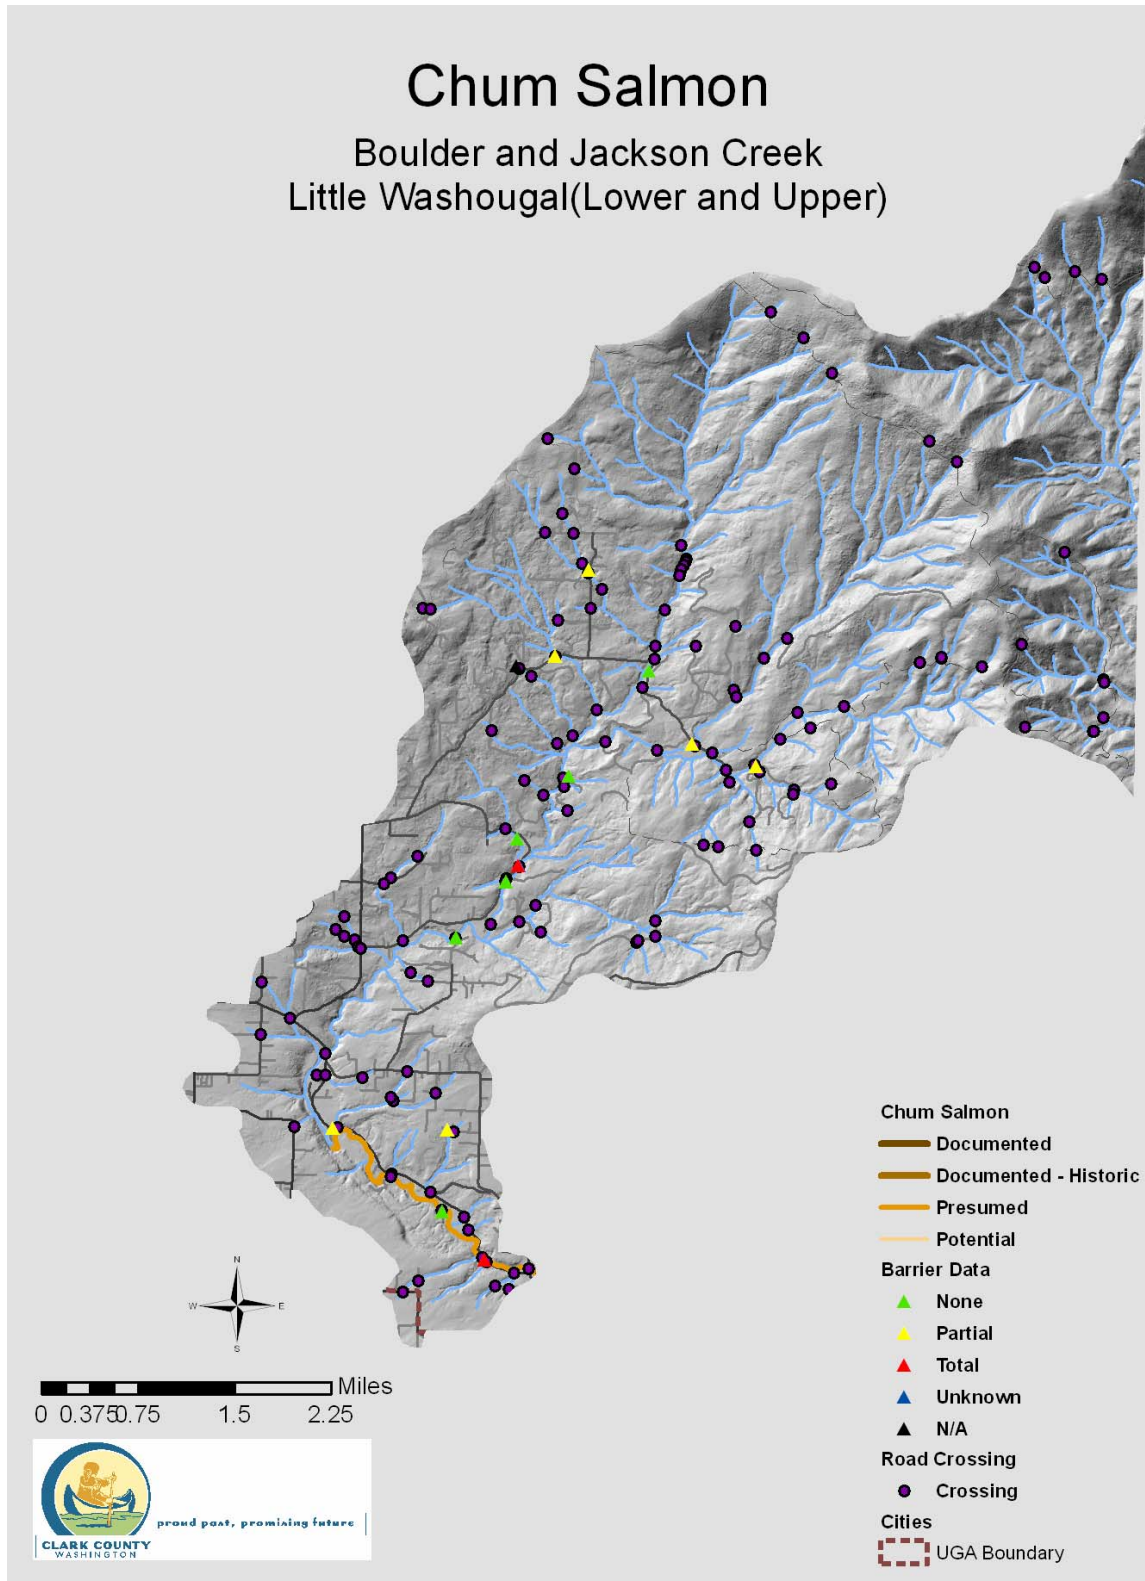 Chum Salmon
Boulder and Jackson Creek
Little Washougal(Lower and Upper)
Chum Salmon
Documented
Documented - Historic
Presumed
Potential
Barrier Data
None
Partial
Total
Unknown
N/A
Road Crossing
Crossing
Cities
UGA Boundary
N
W E
S
Miles
0 0.375 0.75 1.5 2.25
proud past, promising future
CLARK COUNTY
WASHINGTON